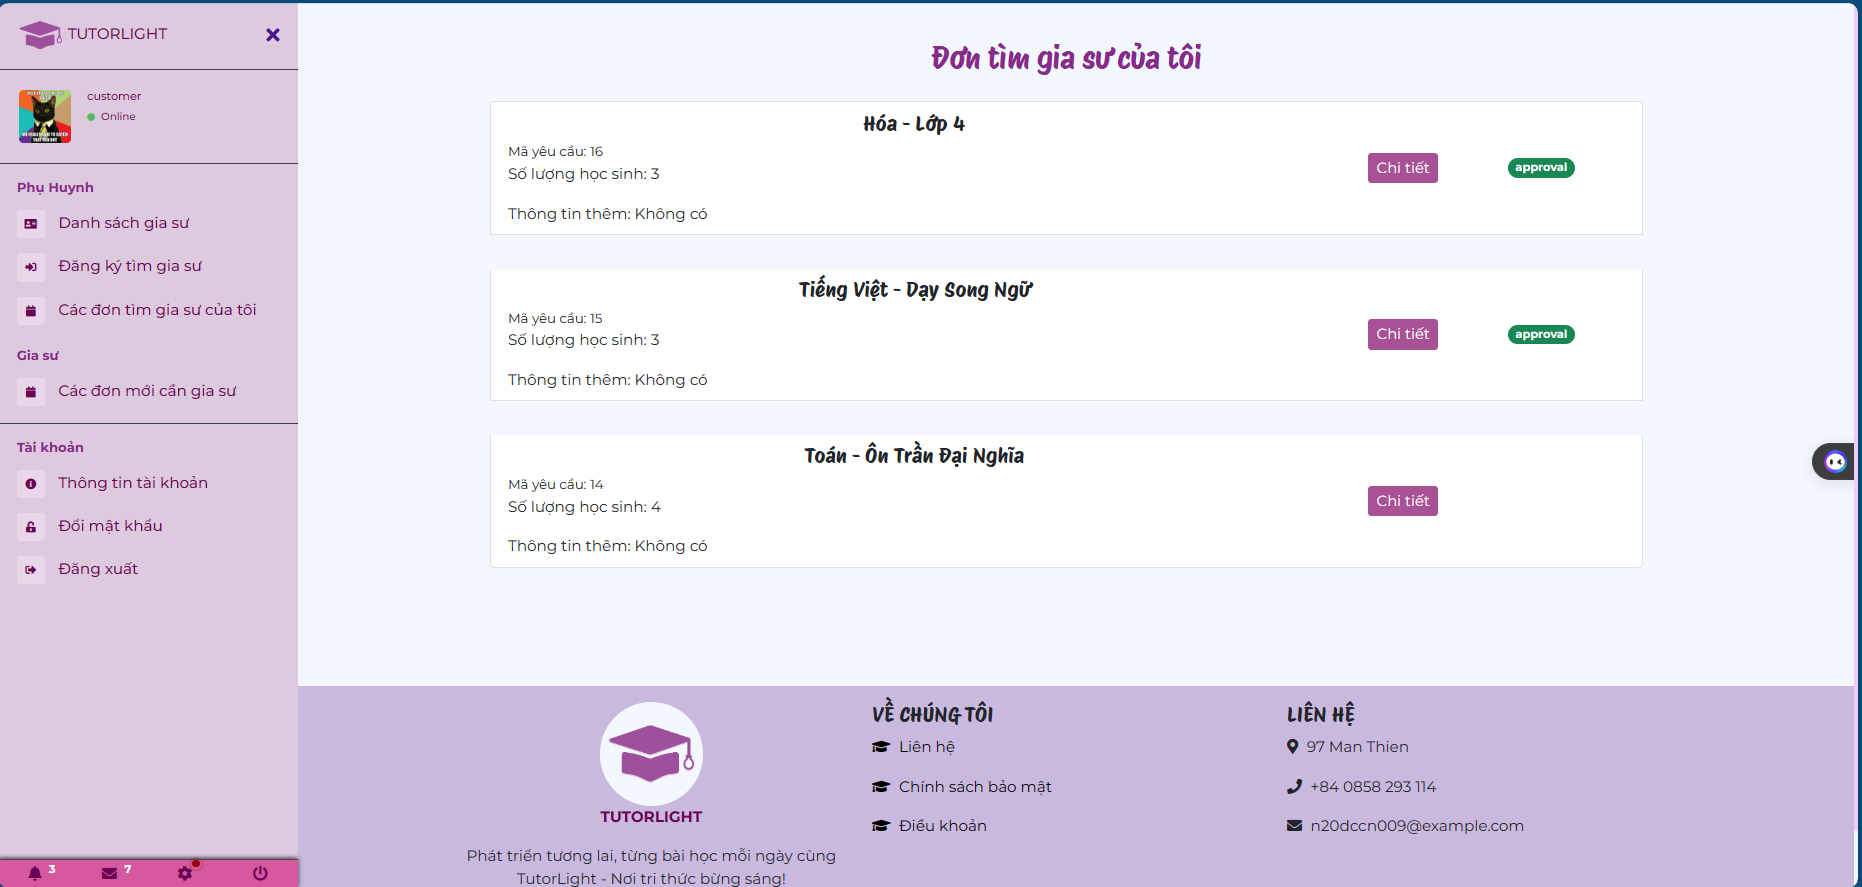 TUTORLIGHT
customer
Online
Phụ Huynh
Danh sách gia sư
Đăng ký tìm gia sư
Các đơn tìm gia sư của tôi
Gia sư
Các đơn mới cần gia sư
Tài khoản
Thông tin tài khoản
Đổi mật khẩu
Đăng xuất
3
7
Đơn tìm gia sư của tôi
Hóa - Lớp 4
Mã yêu cầu: 16
Số lượng học sinh: 3
Thông tin thêm: Không có
Chi tiết
approval
Tiếng Việt - Dạy Song Ngữ
Mã yêu cầu: 15
Số lượng học sinh: 3
Thông tin thêm: Không có
Chi tiết
approval
Toán - Ôn Trần Đại Nghĩa
Mã yêu cầu: 14
Số lượng học sinh: 4
Thông tin thêm: Không có
Chi tiết
TUTORLIGHT
Phát triển tương lai, từng bài học mỗi ngày cùng
TutorLight - Nơi tri thức bừng sáng!
VỀ CHÚNG TÔI
Liên hệ
Chính sách bảo mật
Điều khoản
LIÊN HỆ
97 Man Thien
+84 0858 293 114
n20dccn009@example.com